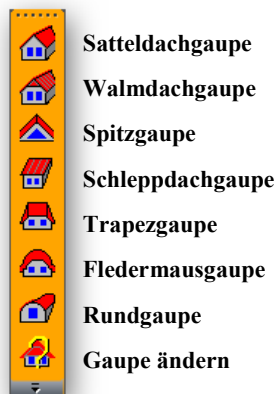 Satteldachgaupe
Walmdachgaupe
Spitzgaupe
Schleppdachgaupe
Trapezgaupe
Fledermausgaupe
Rundgaupe
Gaupe ändern